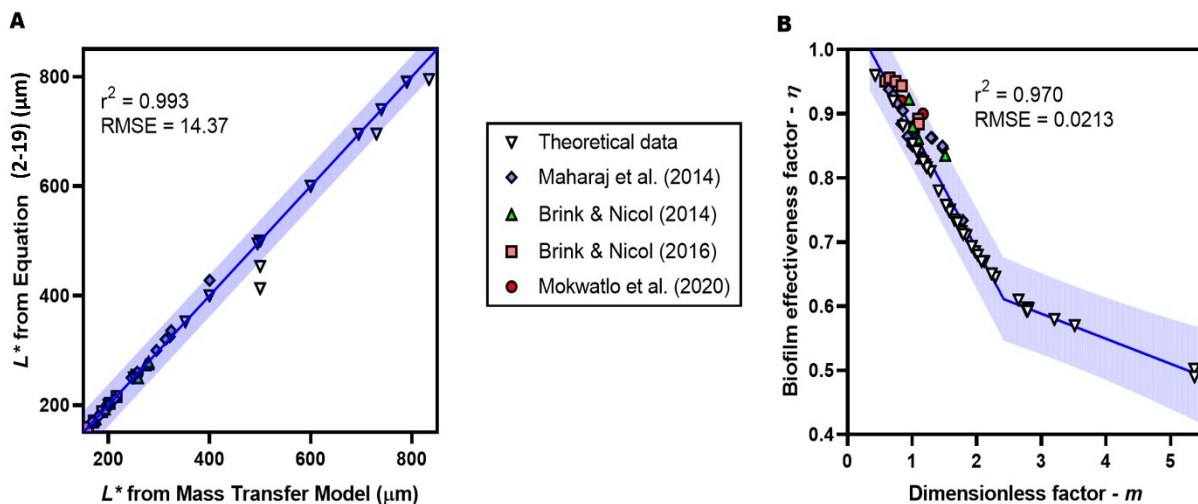 A
800
600
400
200
L* from Equation (2-19) (μm)
r² = 0.993
RMSE = 14.37
200 400 600 800
L* from Mass Transfer Model (μm)
Theoretical data
Maharaj et al. (2014)
Brink & Nicol (2014)
Brink & Nicol (2016)
Mokwatlo et al. (2020)
B
1.0
0.9
0.8
0.7
0.6
0.5
0.4
Biofilm effectiveness factor - η
r² = 0.970
RMSE = 0.0213
0 1 2 3 4 5
Dimensionless factor - m